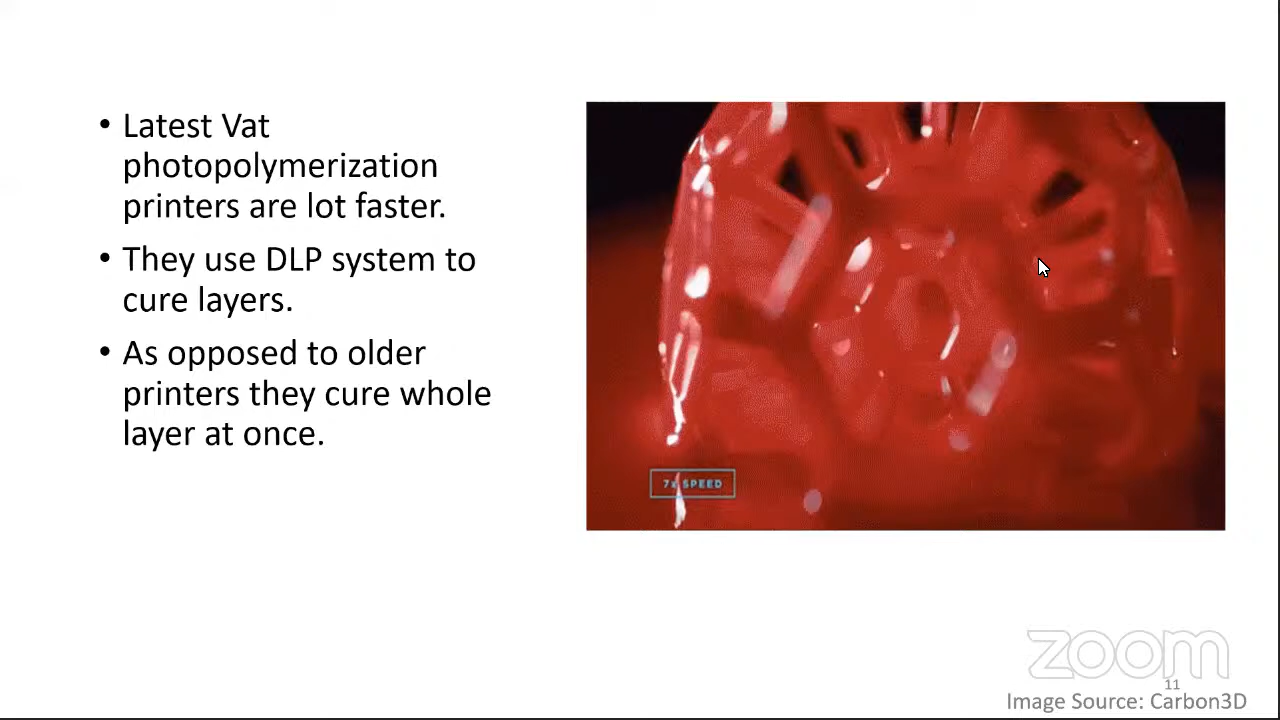 • Latest Vat
photopolymerization
printers are lot faster.
• They use DLP system to
cure layers.
• As opposed to older
printers they cure whole
layer at once.
7x SPEED
zoom
11
Image Source: Carbon3D